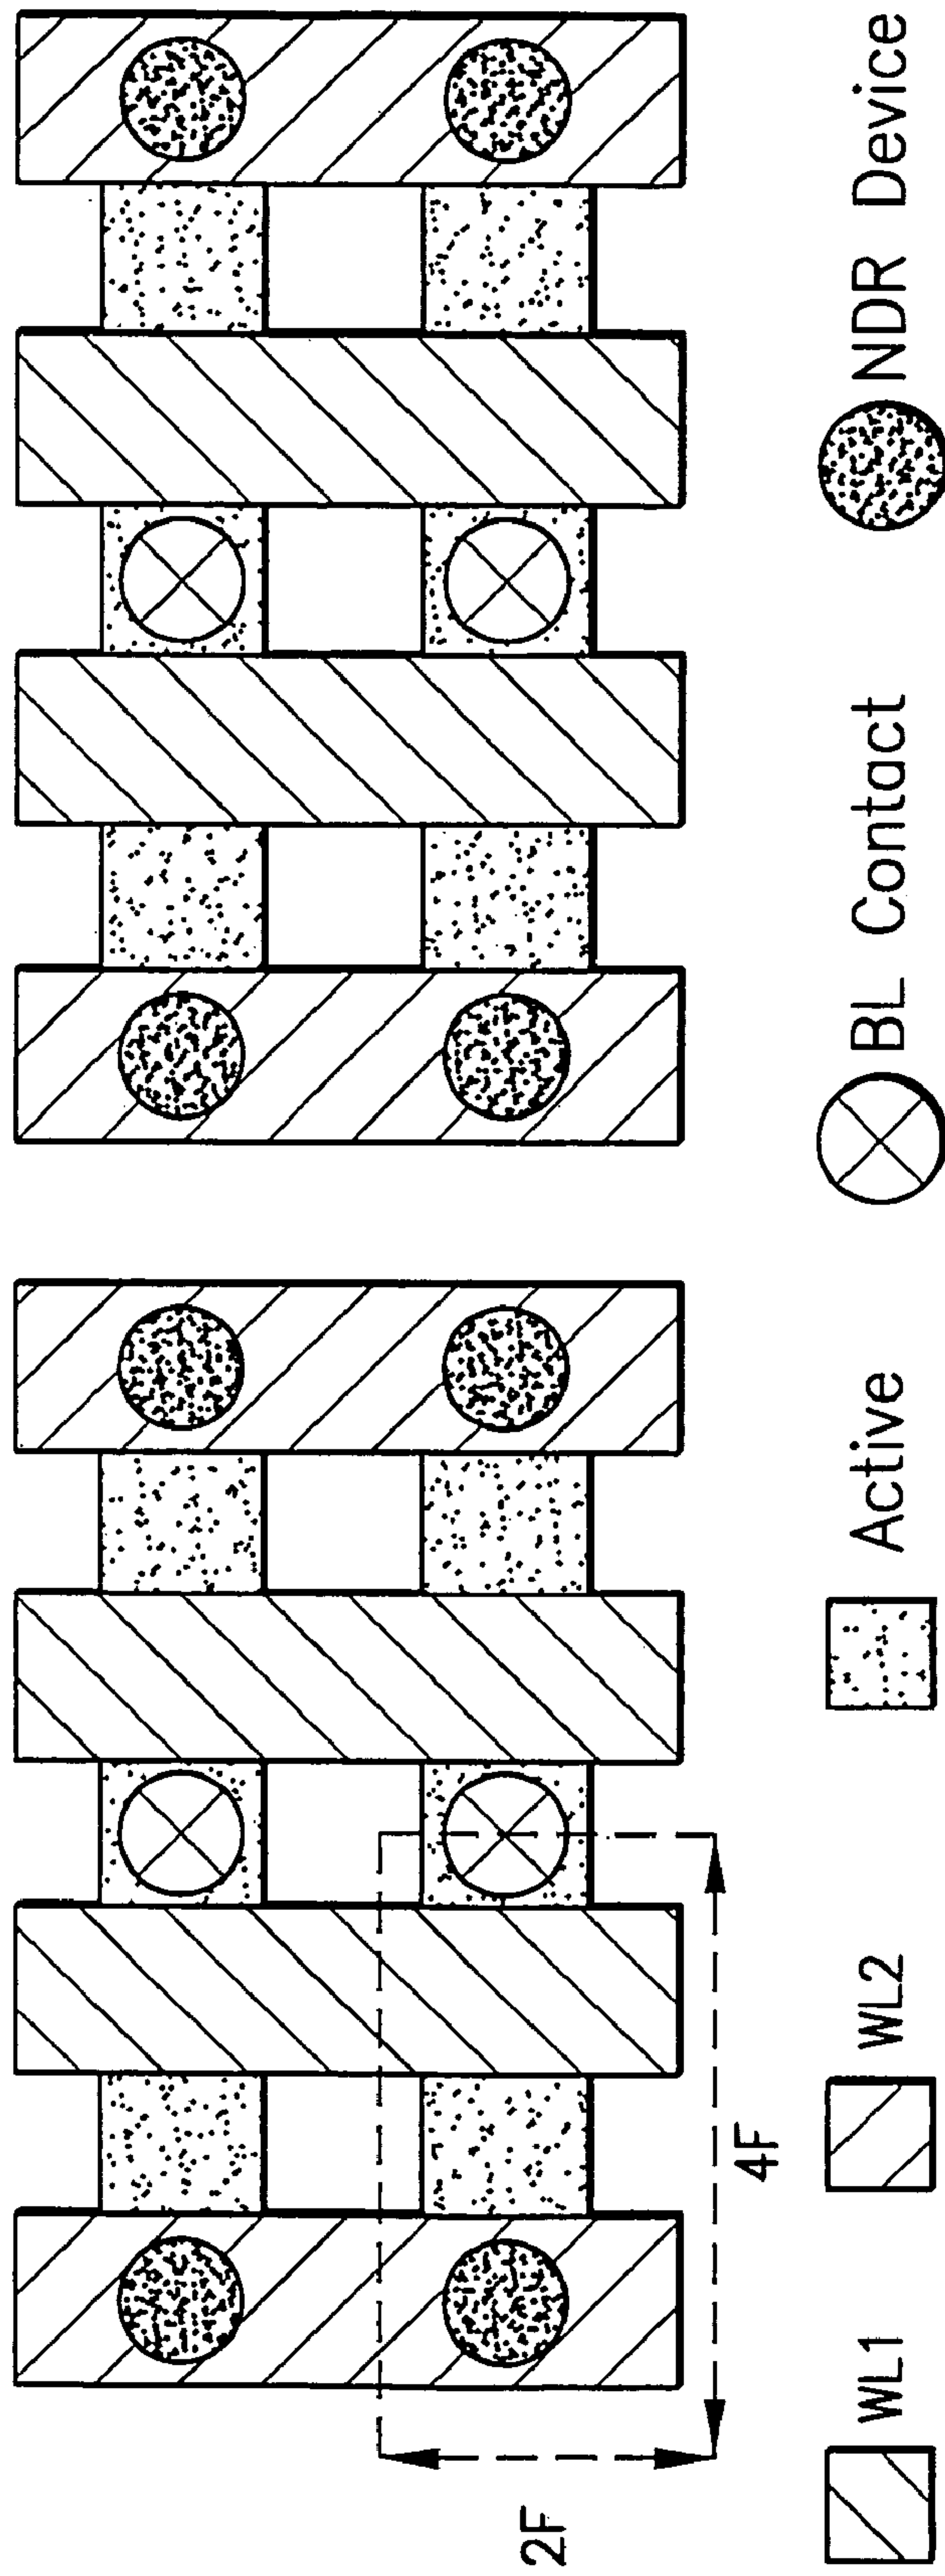 4F
2F
WL1
WL2
Active
BL Contact
NDR Device